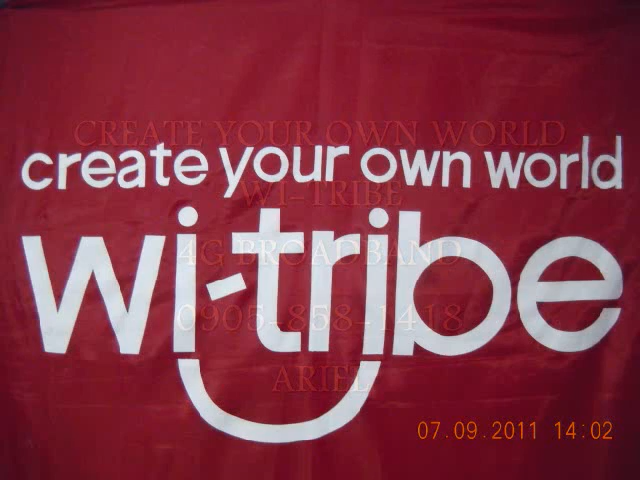 CREATE YOUR OWN WORLD
create your own world
WI-TRIBE
wi-tribe
4G BROADBAND
0905-858-1418
ARIEL
07.09.2011 14:02